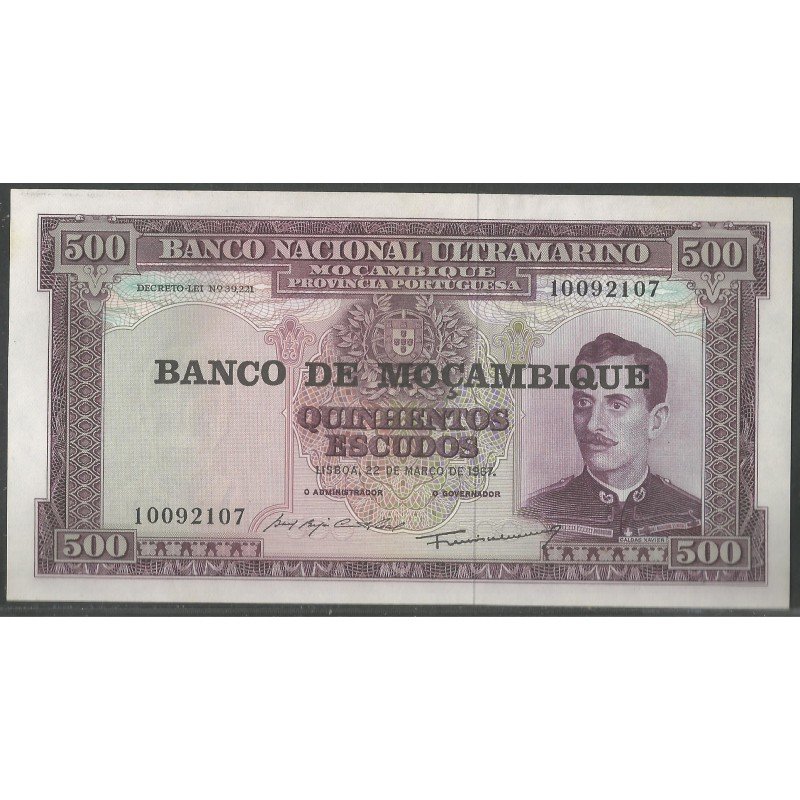 500 BANCO NACIONAL ULTRAMARINO 500
MOÇAMBIQUE
PROVÍNCIA PORTUGUESA
DECRETO-LEI Nº 39.221
10092107
BANCO DE MOÇAMBIQUE
QUINHENTOS
ESCUDOS
LISBOA, 22 DE MARÇO, DE 1967.
O ADMINISTRADOR O GOVERNADOR
10092107
CALDAS XAVIER
500 500